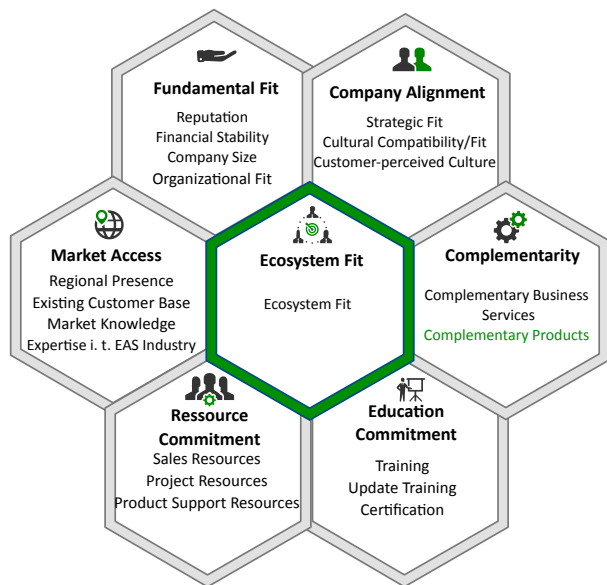 Fundamental Fit
Reputation
Financial Stability
Company Size
Organizational Fit
Company Alignment
Strategic Fit
Cultural Compatibility/Fit
Customer-perceived Culture
Market Access
Regional Presence
Existing Customer Base
Market Knowledge
Expertise i. t. EAS Industry
Ecosystem Fit
Ecosystem Fit
Complementarity
Complementary Business
Services
Complementary Products
Ressource
Commitment
Sales Resources
Project Resources
Product Support Resources
Education
Commitment
Training
Update Training
Certification